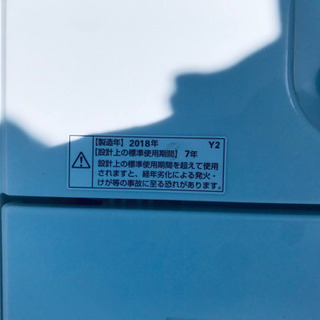 【製造年】2018年 Y2
【設計上の標準使用期間】7年
設計上の標準使用期間を超えて使用
されますと、経年劣化による発火・
けが等の事故に至る恐れがあります。